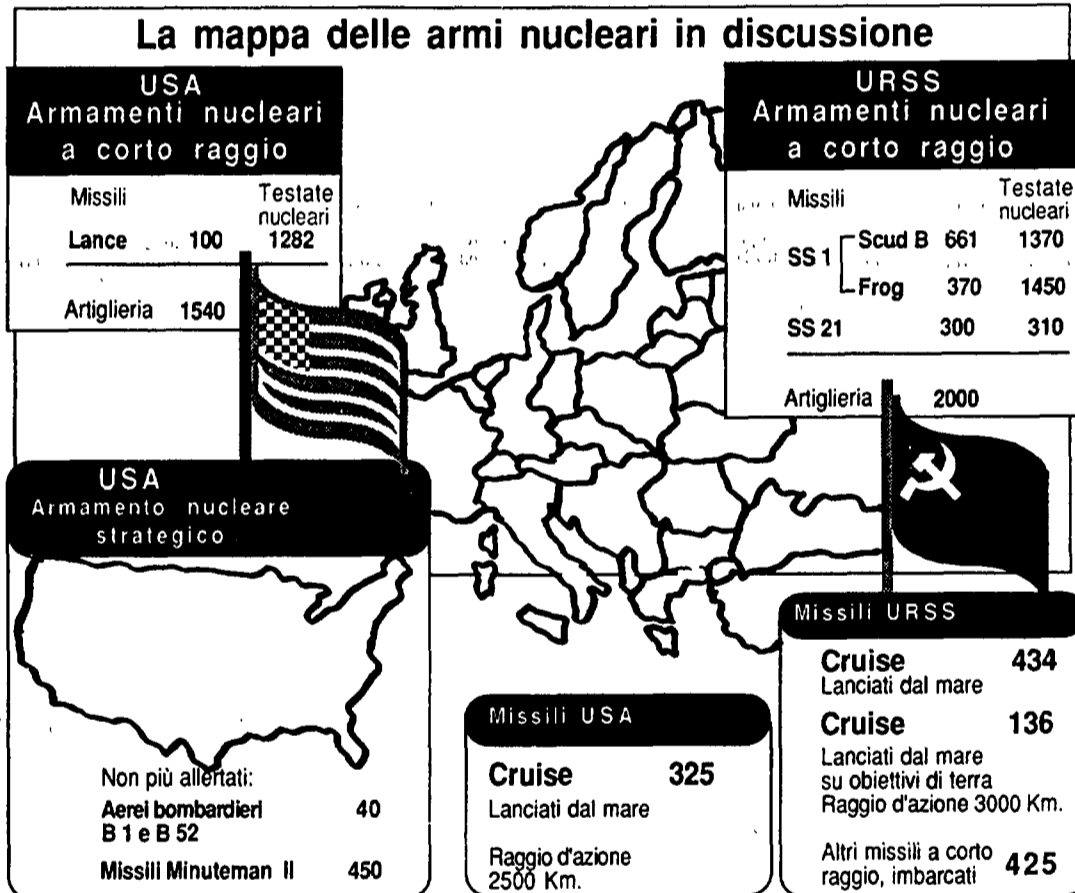 La mappa delle armi nucleari in discussione
USA
Armamenti nucleari
a corto raggio
Missili Testate
nucleari
Lance 100 1282
Artiglieria 1540
URSS
Armamenti nucleari
a corto raggio
Missili Testate
nucleari
SS 1 Scud B 661 1370
Frog 370 1450
SS 21 300 310
Artiglieria 2000
USA
Armamento nucleare
strategico
Non più allertati:
Aerei bombardieri 40
B 1 e B 52
Missili Minuteman II 450
Missili USA
Cruise 325
Lanciati dal mare
Raggio d'azione
2500 Km.
Missili URSS
Cruise 434
Lanciati dal mare
Cruise 136
Lanciati dal mare
su obiettivi di terra
Raggio d'azione 3000 Km.
Altri missili a corto
raggio, imbarcati 425